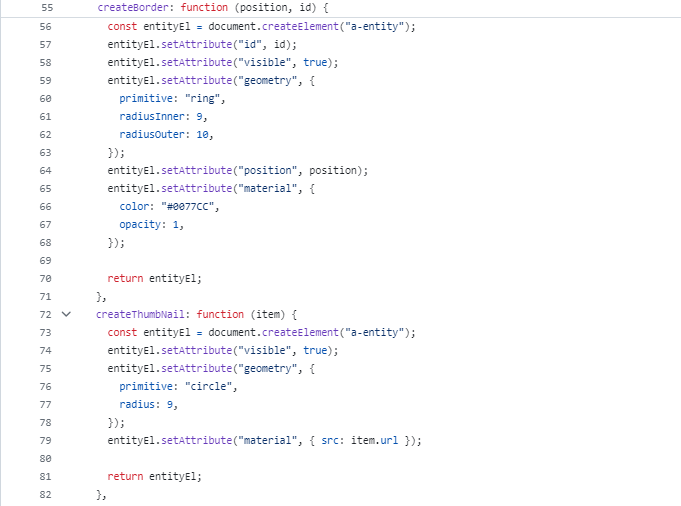 55 createBorder: function (position, id) {
56 const entityEl = document.createElement("a-entity");
57 entityEl.setAttribute("id", id);
58 entityEl.setAttribute("visible", true);
59 entityEl.setAttribute("geometry", {
60 primitive: "ring",
61 radiusInner: 9,
62 radiusOuter: 10,
63 });
64 entityEl.setAttribute("position", position);
65 entityEl.setAttribute("material", {
66 color: "#0077CC",
67 opacity: 1,
68 });
69
70 return entityEl;
71 },
72 createThumbNail: function (item) {
73 const entityEl = document.createElement("a-entity");
74 entityEl.setAttribute("visible", true);
75 entityEl.setAttribute("geometry", {
76 primitive: "circle",
77 radius: 9,
78 });
79 entityEl.setAttribute("material", { src: item.url });
80
81 return entityEl;
82 },